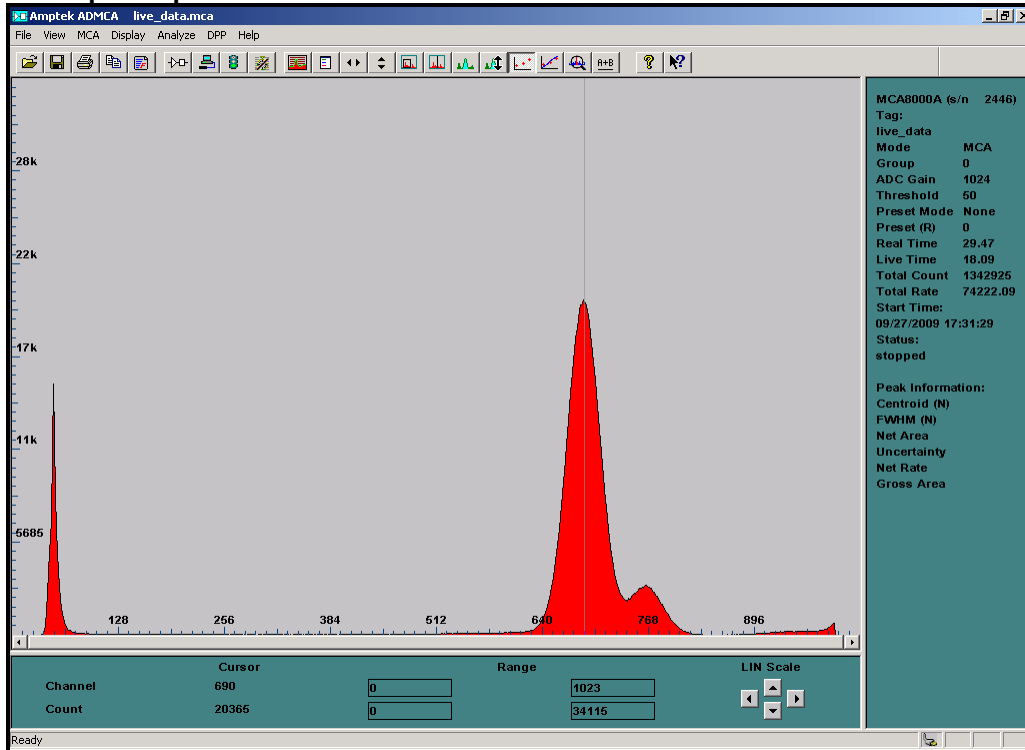 Amptek ADMCA live_data.mca
File View MCA Display Analyze DPP Help
A+B
28k
22k
17k
11k
5685
128 256 384 512 640 768 896
MCA8000A (s/n 2446)
Tag:
live_data
Mode MCA
Group 0
ADC Gain 1024
Threshold 50
Preset Mode None
Preset (R) 0
Real Time 29.47
Live Time 18.09
Total Count 1342925
Total Rate 74222.09
Start Time:
09/27/2009 17:31:29
Status:
stopped
Peak Information:
Centroid (N)
FWHM (N)
Net Area
Uncertainty
Net Rate
Gross Area
Cursor Range LIN Scale
Channel 690 0 1023
Count 20365 0 34115
Ready